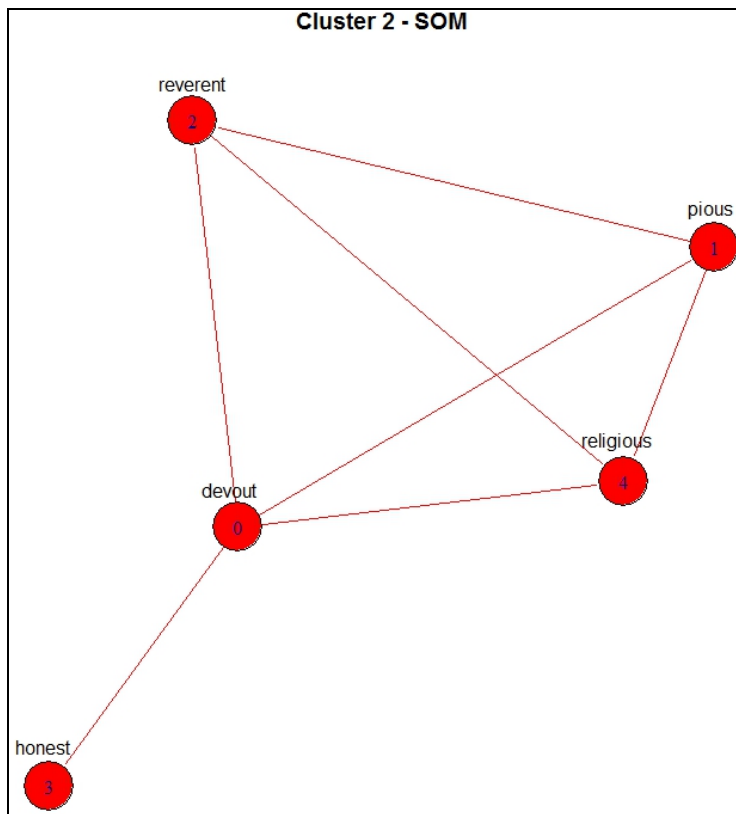 Cluster 2 - SOM
reverent
2
pious
1
religious
4
devout
0
honest
3